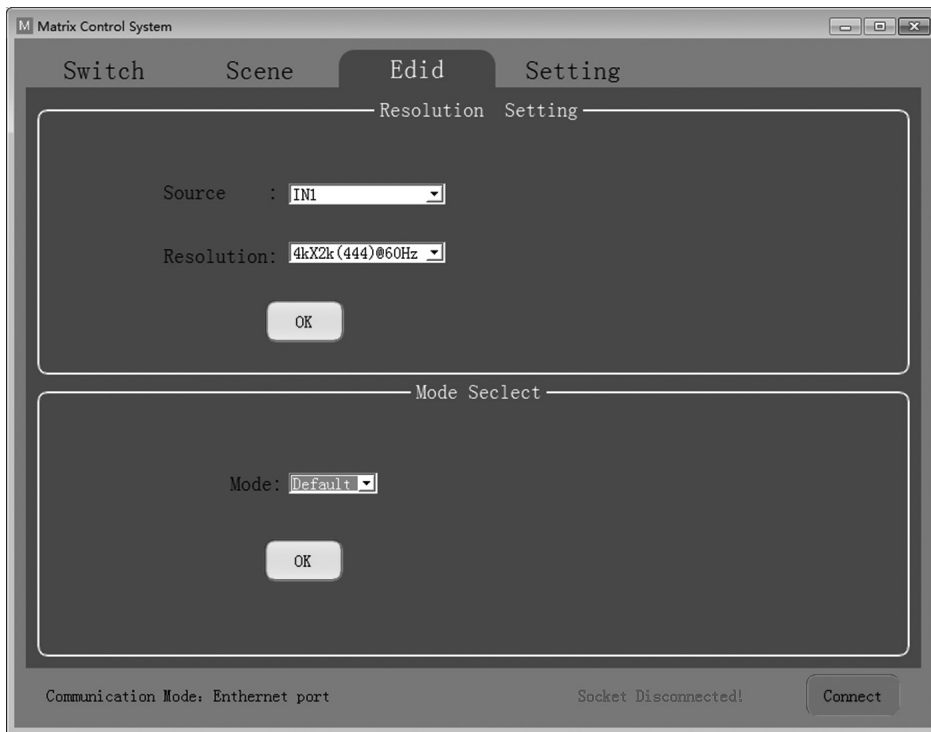 M Matrix Control System
Switch Scene Edid Setting
Resolution Setting
Source : IN1
Resolution: 4kX2k(444)@60Hz
OK
Mode Seclect
Mode: Default
OK
Communication Mode: Enthernet port Socket Disconnected! Connect